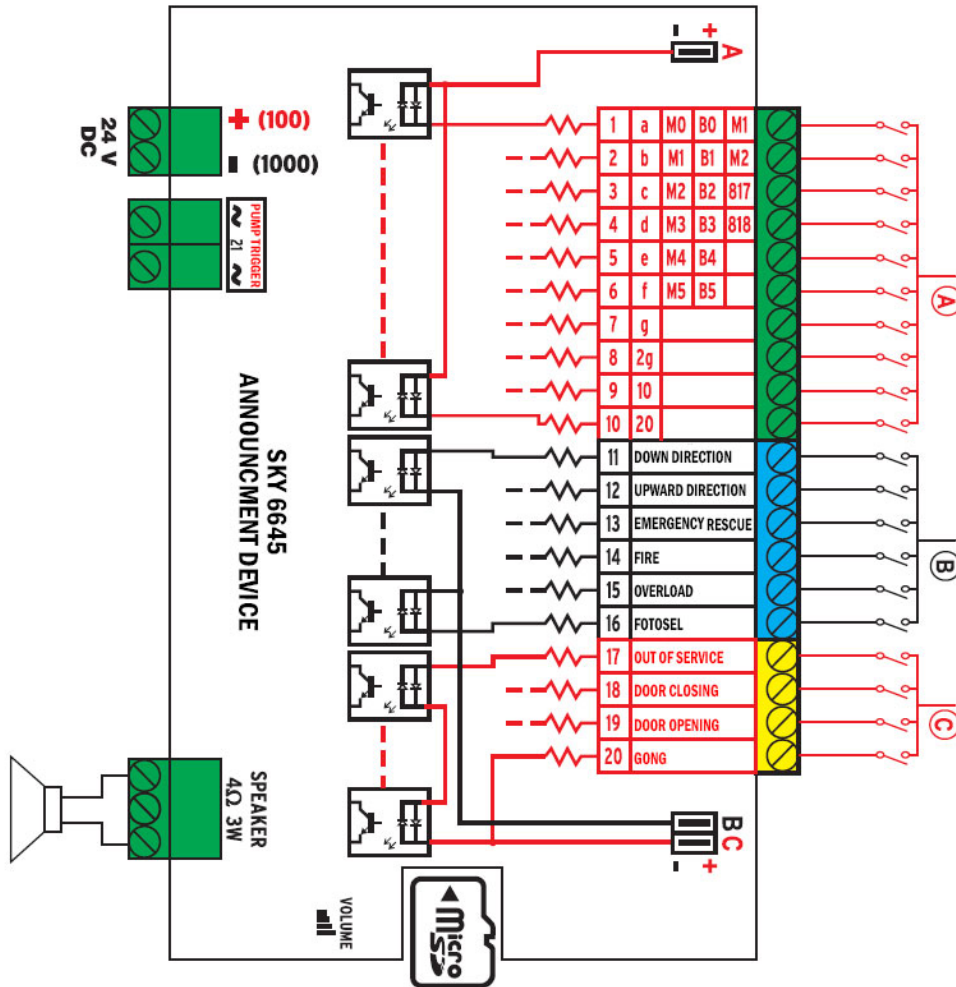 - +
A
+ (100)
- (1000)
24 V
DC
PUMP TRIGGER
~ 21 ~
1 a M0 B0 M1
2 b M1 B1 M2
3 c M2 B2 817
4 d M3 B3 818
5 e M4 B4
6 f M5 B5
7 g
8 2g
9 10
10 20
11 DOWN DIRECTION
12 UPWARD DIRECTION
13 EMERGENCY RESCUE
14 FIRE
15 OVERLOAD
16 FOTOSEL
17 OUT OF SERVICE
18 DOOR CLOSING
19 DOOR OPENING
20 GONG
A
B
C
SKY 6645
ANNOUNCMENT DEVICE
SPEAKER
4Ω 3W
B C
- +
VOLUME
Micro
SD